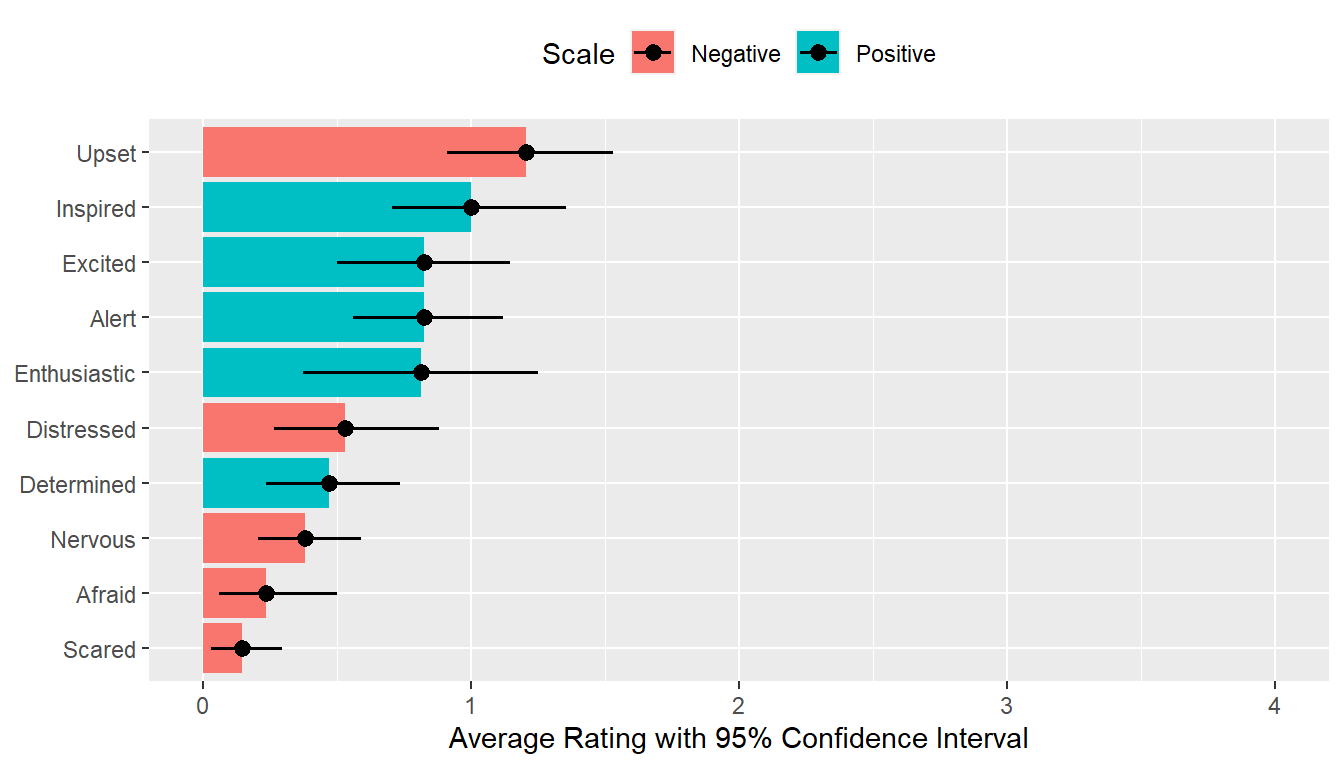 Scale Negative Positive
Upset
Inspired
Excited
Alert
Enthusiastic
Distressed
Determined
Nervous
Afraid
Scared
0 1 2 3 4
Average Rating with 95% Confidence Interval